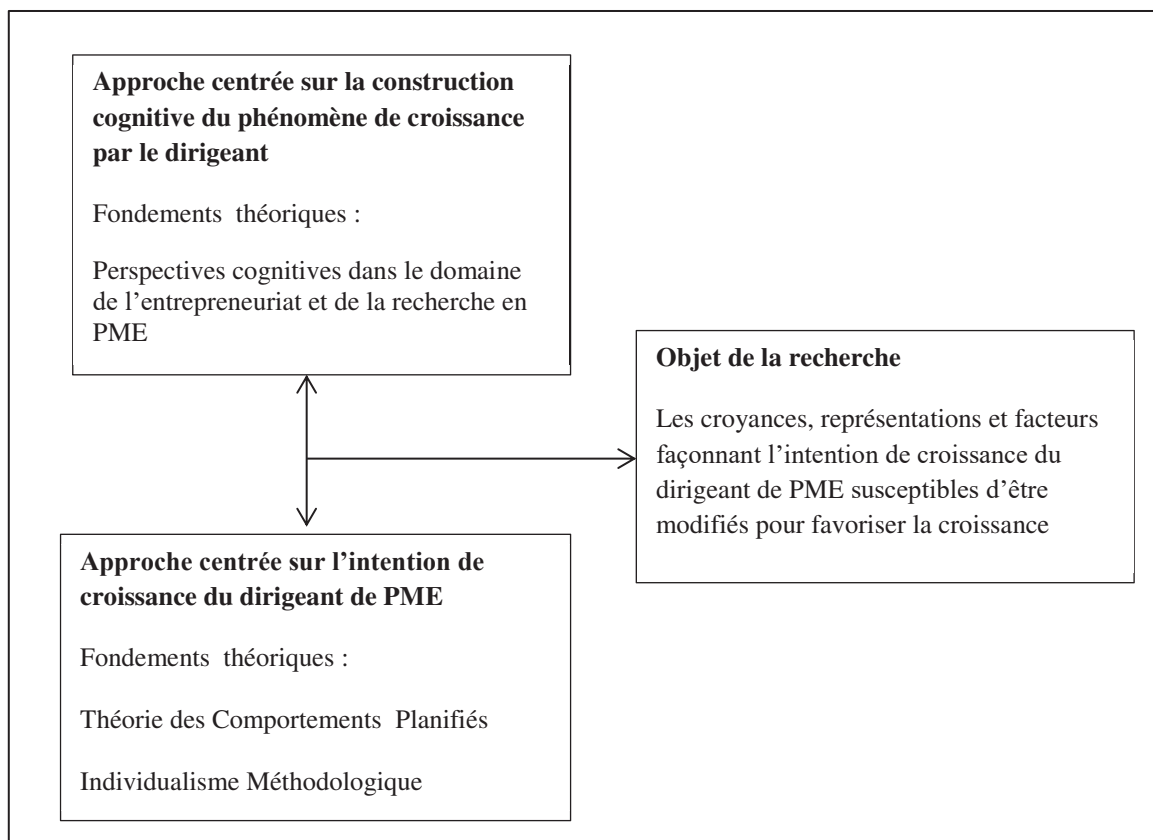 Approche centrée sur la construction
cognitive du phénomène de croissance
par le dirigeant
Fondements théoriques :
Perspectives cognitives dans le domaine
de l’entrepreneuriat et de la recherche en
PME
Objet de la recherche
Les croyances, représentations et facteurs
façonnant l’intention de croissance du
dirigeant de PME susceptibles d’être
modifiés pour favoriser la croissance
Approche centrée sur l’intention de
croissance du dirigeant de PME
Fondements théoriques :
Théorie des Comportements Planifiés
Individualisme Méthodologique